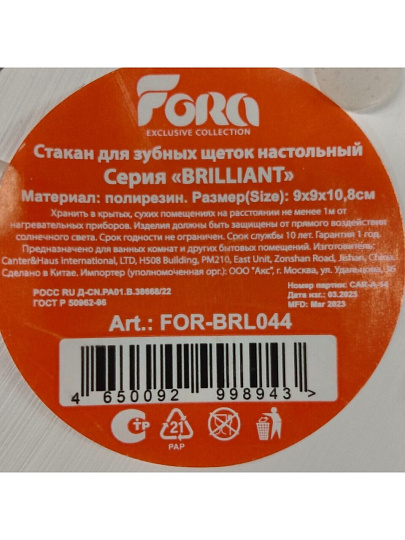 FORA
EXCLUSIVE COLLECTION
Стакан для зубных щеток настольный
Серия «BRILLIANT»
Материал: полирезин. Размер(Size): 9х9х10,8см
Хранить в крытых, сухих помещениях на расстоянии не менее 1м от
нагревательных приборов. Изделия должны быть защищены от прямого воздействия
солнечного света. Срок годности не ограничен. Срок службы 10 лет. Гарантия 1 год.
Предназначено для ванных комнат и других бытовых помещений. Изготовитель:
Canter&Haus international, LTD, H508 Building, PM210, East Unit, Zonshan Road, Jishan, China.
Сделано в Китае. Импортер (уполномоченная орг.): ООО "Акс", г. Москва, ул. Удальцова, 36
РОСС RU Д-CN.РА01.В.38668/22
ГОСТ Р 50962-96
Номер партии: CAR-A-14
Дата из: 03.2023
MFD: Mar 2023
Art.: FOR-BRL044
4 650092 998943 >
СТР
21
PAP